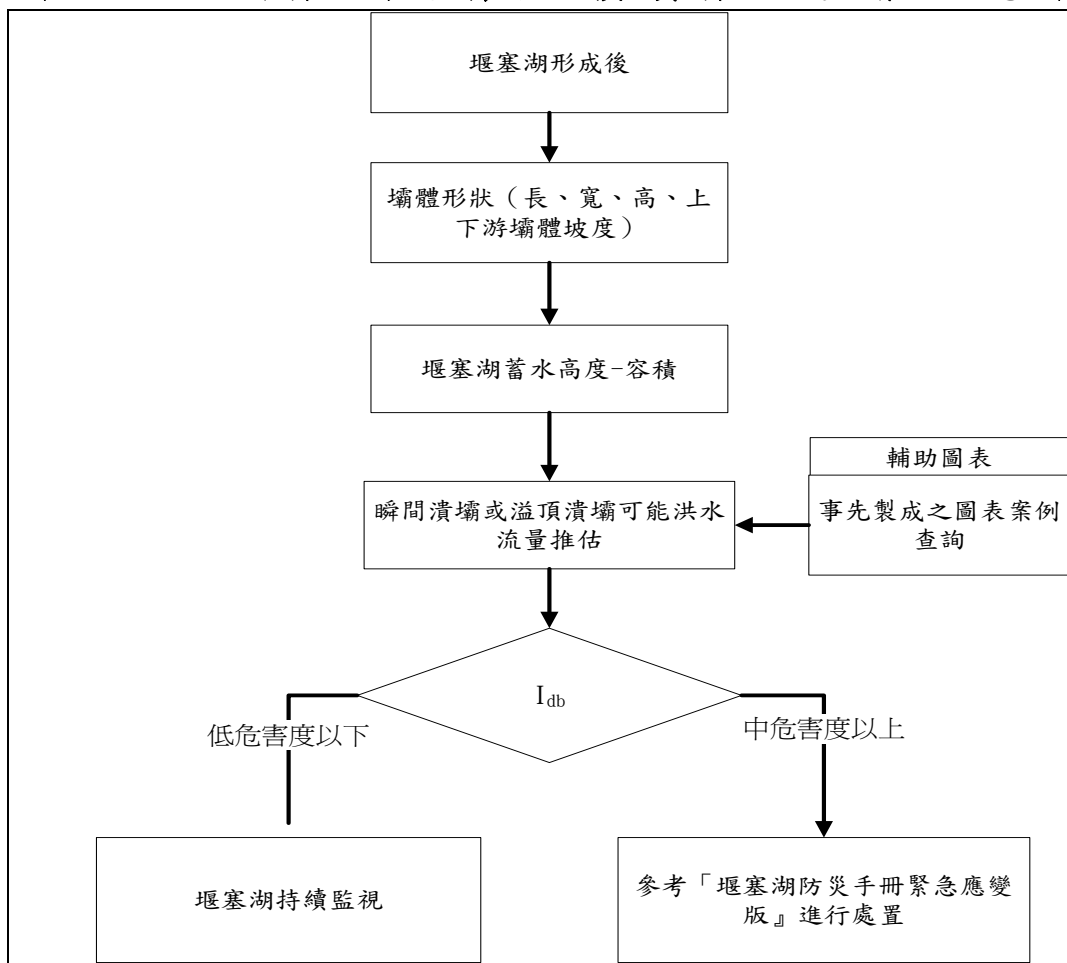 堰塞湖形成後
壩體形狀（長、寬、高、上
下游壩體坡度）
堰塞湖蓄水高度-容積
輔助圖表
瞬間潰壩或溢頂潰壩可能洪水
流量推估
事先製成之圖表案例
查詢
Idb
低危害度以下
中危害度以上
堰塞湖持續監視
參考「堰塞湖防災手冊緊急應變
版』進行處置